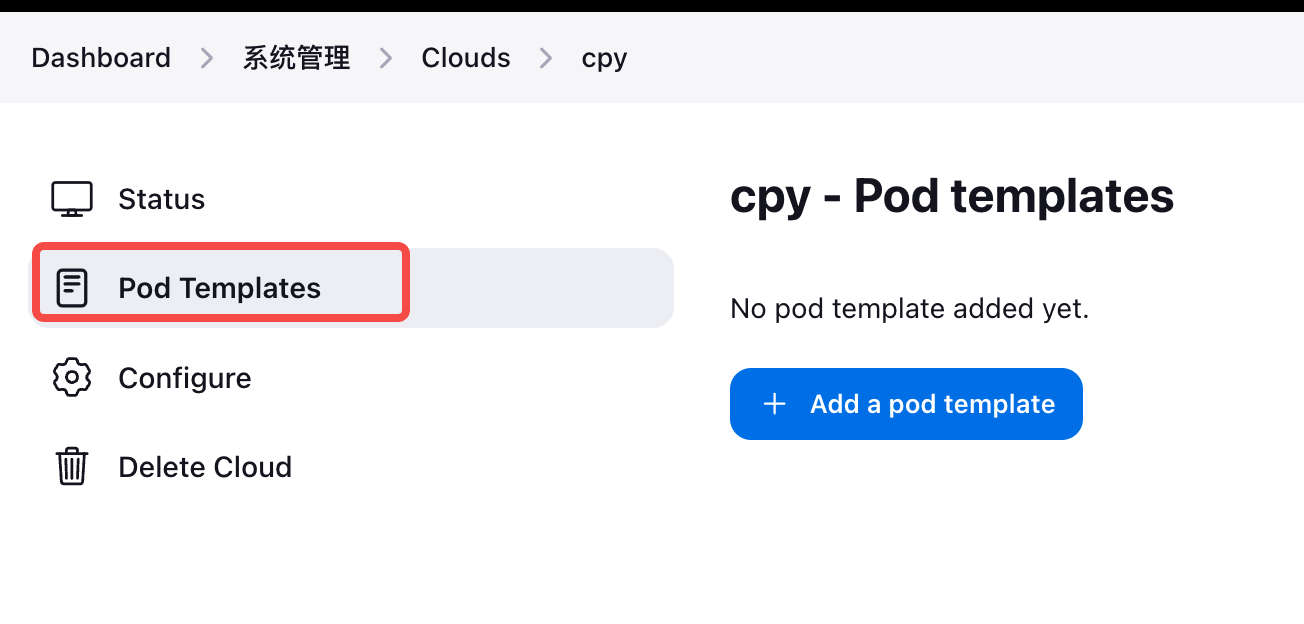 Dashboard > 系统管理 > Clouds > cpy
Status
Pod Templates
Configure
Delete Cloud
cpy - Pod templates
No pod template added yet.
+ Add a pod template